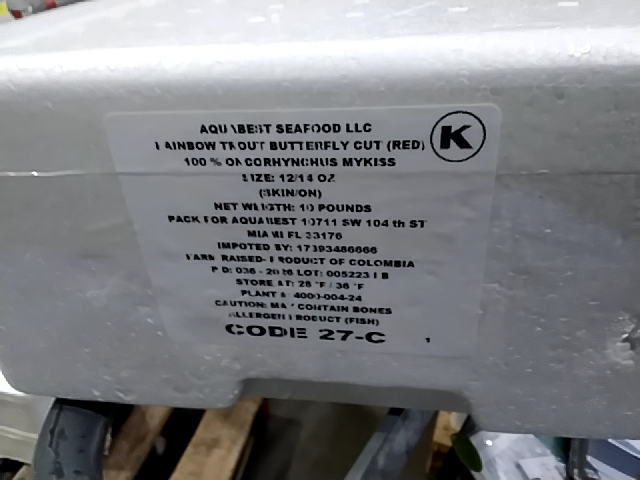 AQUABEST SEAFOOD LLC
RAINBOW TROUT BUTTERFLY CUT (RED)
K
100 % ONCORHYNCHUS MYKISS
SIZE: 12/14 OZ
(SKIN/ON)
NET WEIGTH: 10 POUNDS
PACK FOR AQUABEST 10711 SW 104 th ST
MIAMI FL 33176
IMPOTED BY: 17393486666
FARM RAISED- PRODUCT OF COLOMBIA
P D: 036 - 2026 LOT: 005223 I B
STORE AT: 28 °F / 36 °F
PLANT #: 4000-004-24
CAUTION: MAY CONTAIN BONES
ALLERGEN PRODUCT (FISH)
CODE 27-C
1